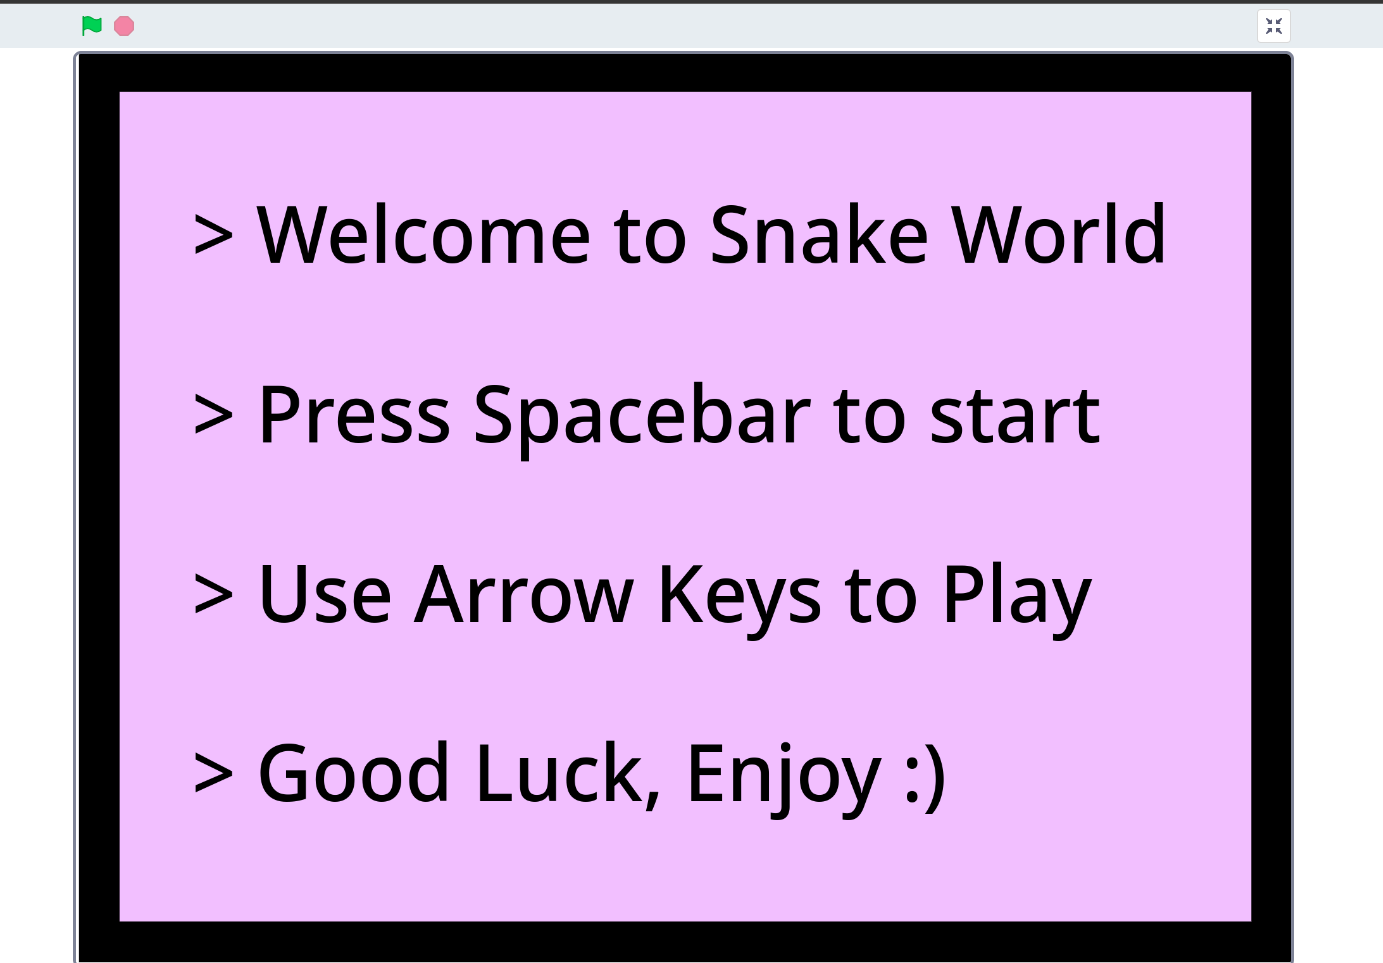 > Welcome to Snake World
> Press Spacebar to start
> Use Arrow Keys to Play
> Good Luck, Enjoy :)